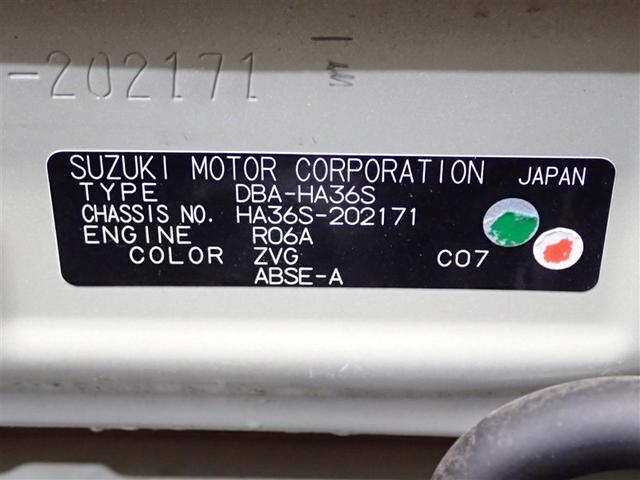 -202171
SUZUKI MOTOR CORPORATION JAPAN
TYPE DBA-HA36S
CHASSIS NO. HA36S-202171
ENGINE R06A
COLOR ZVG C07
ABSE-A